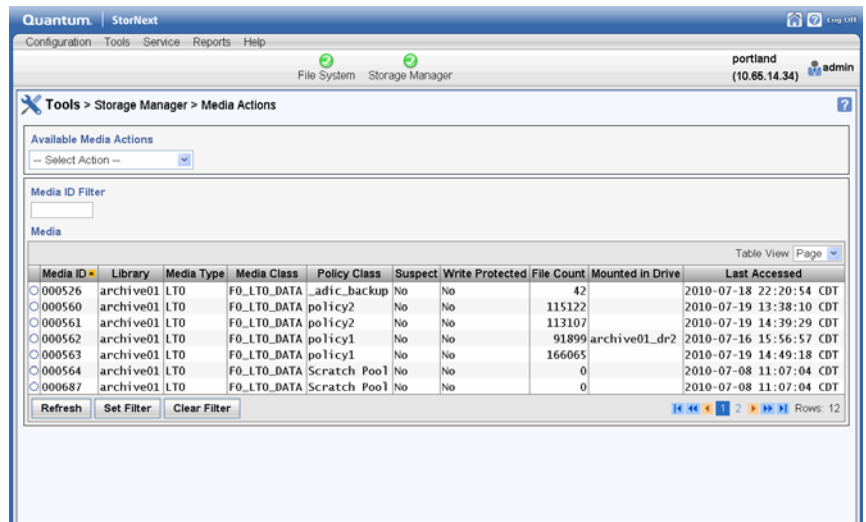 Quantum. StorNext Log Off
Configuration Tools Service Reports Help
File System Storage Manager
portland
(10.65.14.34)
admin
Tools > Storage Manager > Media Actions
Available Media Actions
-- Select Action --
Media ID Filter
Media
Table View Page
Media ID Library Media Type Media Class Policy Class Suspect Write Protected File Count Mounted in Drive Last Accessed
000526 archive01 LTO F0_LTO_DATA _adic_backup No No 42 2010-07-18 22:20:54 CDT
000560 archive01 LTO F0_LTO_DATA policy2 No No 115122 2010-07-19 13:38:10 CDT
000561 archive01 LTO F0_LTO_DATA policy2 No No 113107 2010-07-19 14:39:29 CDT
000562 archive01 LTO F0_LTO_DATA policy1 No No 91899 archive01_dr2 2010-07-16 15:56:57 CDT
000563 archive01 LTO F0_LTO_DATA policy1 No No 166065 2010-07-19 14:49:18 CDT
000564 archive01 LTO F0_LTO_DATA Scratch Pool No No 0 2010-07-08 11:07:04 CDT
000687 archive01 LTO F0_LTO_DATA Scratch Pool No No 0 2010-07-08 11:07:04 CDT
Refresh Set Filter Clear Filter 1 2 Rows: 12